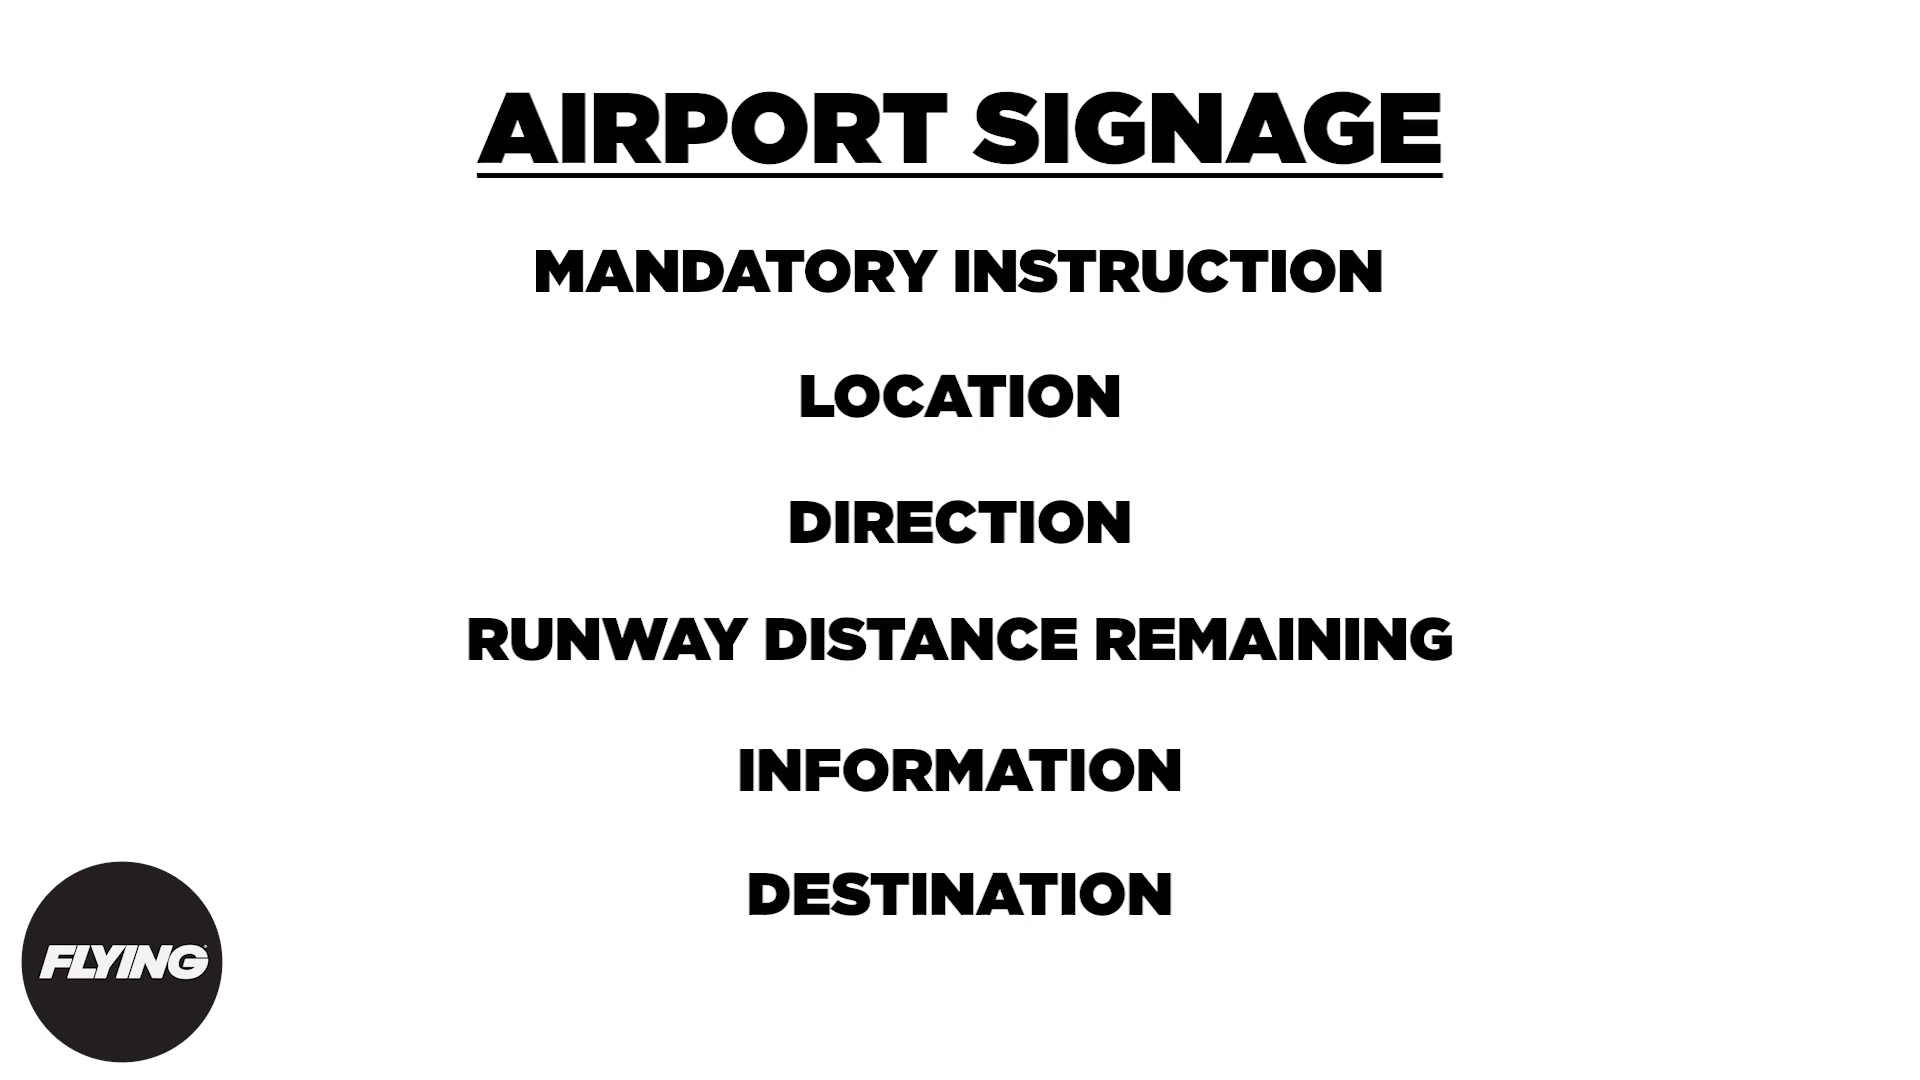 AIRPORT SIGNAGE
MANDATORY INSTRUCTION
LOCATION
DIRECTION
RUNWAY DISTANCE REMAINING
INFORMATION
DESTINATION
FLYING